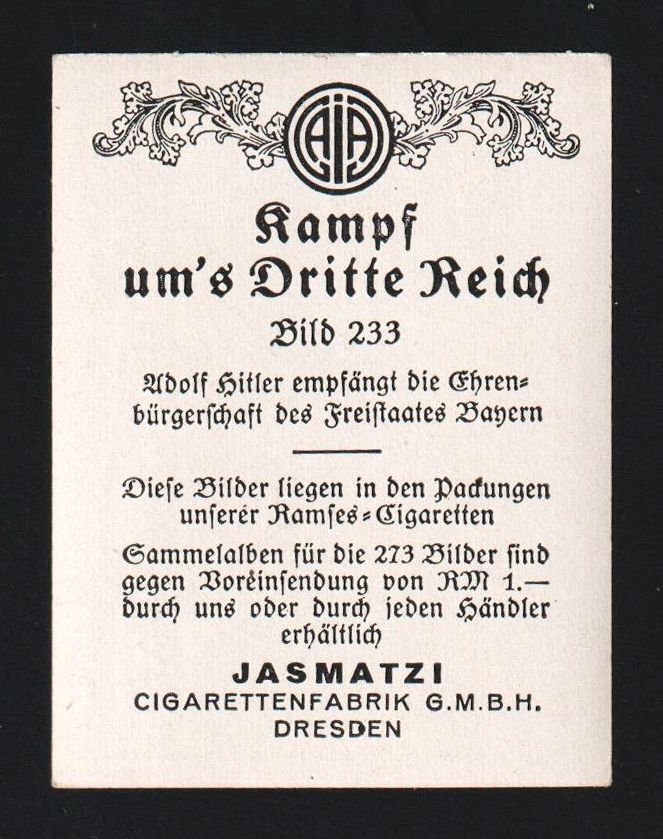 AJA
Kampf
um's Dritte Reich
Bild 233
Adolf Hitler empfängt die Ehren=
bürgerschaft des Freistaates Bayern
Diese Bilder liegen in den Packungen
unserer Ramses=Cigaretten
Sammelalben für die 273 Bilder sind
gegen Voreinsendung von RM 1.—
durch uns oder durch jeden Händler
erhältlich
JASMATZI
CIGARETTENFABRIK G.M.B.H.
DRESDEN